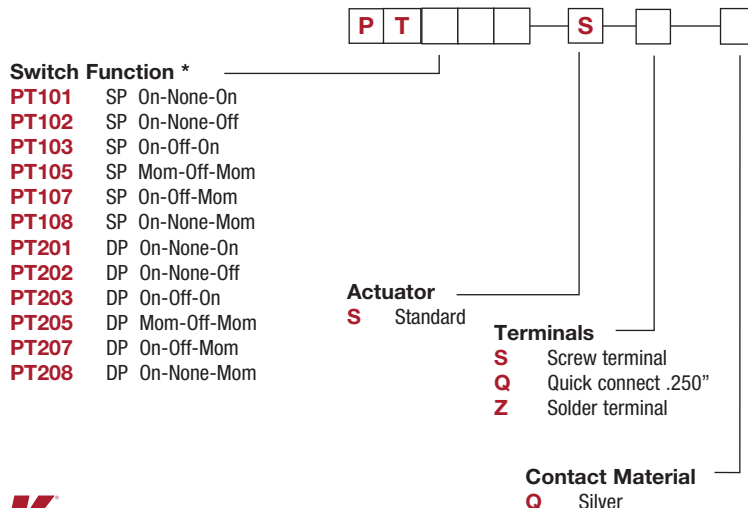 P T S
Switch Function *
PT101 SP On-None-On
PT102 SP On-None-Off
PT103 SP On-Off-On
PT105 SP Mom-Off-Mom
PT107 SP On-Off-Mom
PT108 SP On-None-Mom
PT201 DP On-None-On
PT202 DP On-None-Off
PT203 DP On-Off-On
PT205 DP Mom-Off-Mom
PT207 DP On-Off-Mom
PT208 DP On-None-Mom
Actuator
S Standard
Terminals
S Screw terminal
Q Quick connect .250”
Z Solder terminal
Contact Material
Q Silver